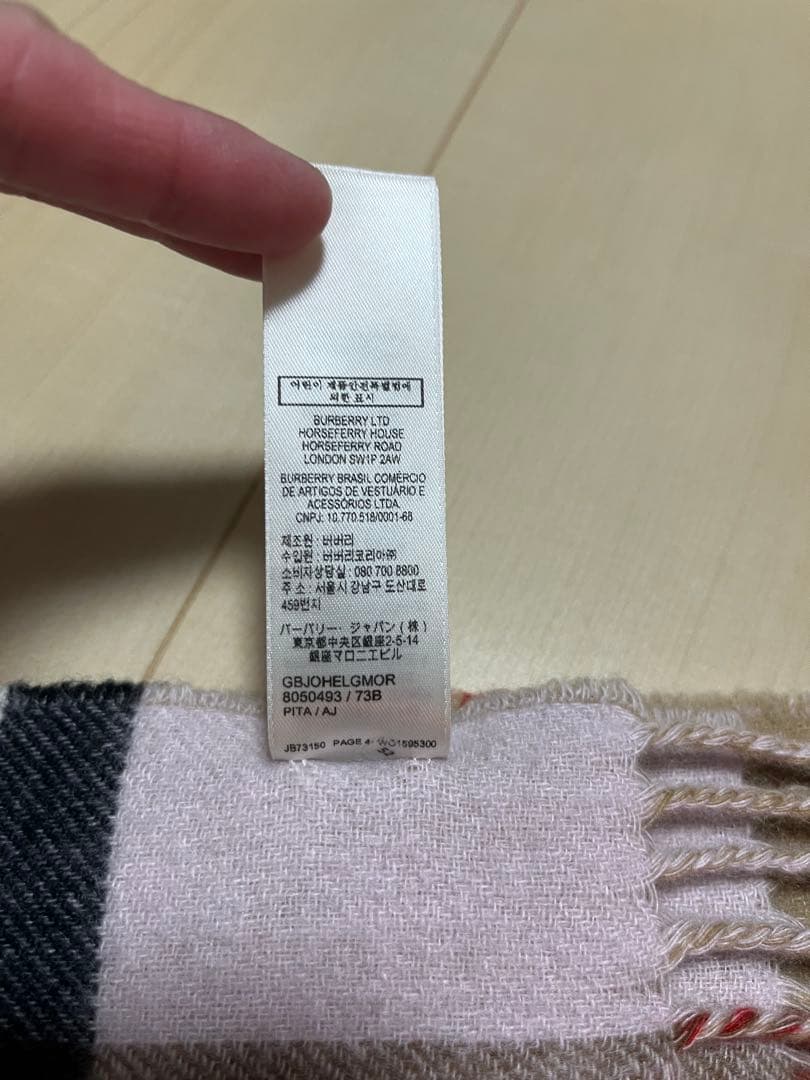 어린이 제품안전특별법에
의한 표시
BURBERRY LTD
HORSEFERRY HOUSE
HORSEFERRY ROAD
LONDON SW1P 2AW
BURBERRY BRASIL COMÉRCIO
DE ARTIGOS DE VESTUÁRIO E
ACESSÓRIOS LTDA.
CNPJ: 10.770.518/0001-68
제조원 : 버버리
수입원 : 버버리코리아㈜
소비자상담실 : 080 700 8800
주 소 : 서울시 강남구 도산대로
459번지
バーバリー・ジャパン(株)
東京都中央区銀座2-5-14
銀座マロニエビル
GBJOHELGMOR
8050493 / 73B
PITA / AJ
JB73150 PAGE 4 WO1595300